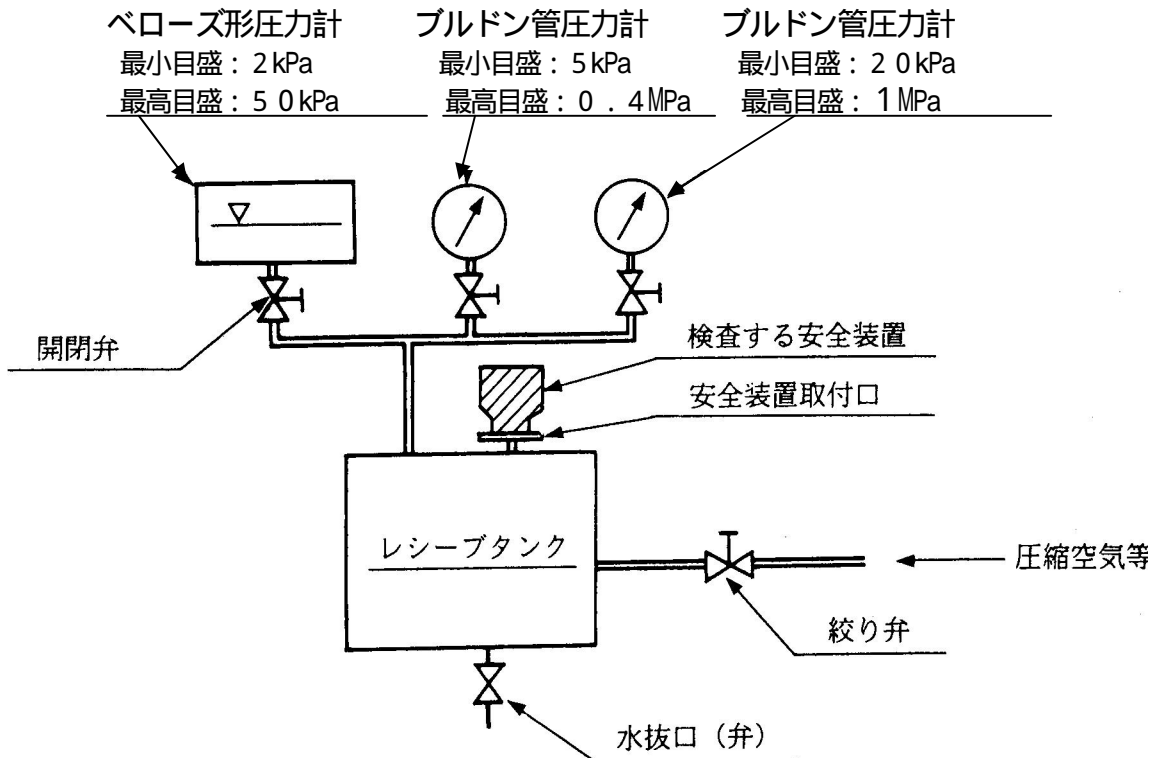 ベローズ形圧力計
最小目盛：2kPa
最高目盛：50kPa
ブルドン管圧力計
最小目盛：5kPa
最高目盛：0.4MPa
ブルドン管圧力計
最小目盛：20kPa
最高目盛：1MPa
開閉弁
検査する安全装置
安全装置取付口
レシーブタンク
圧縮空気等
絞り弁
水抜口（弁）